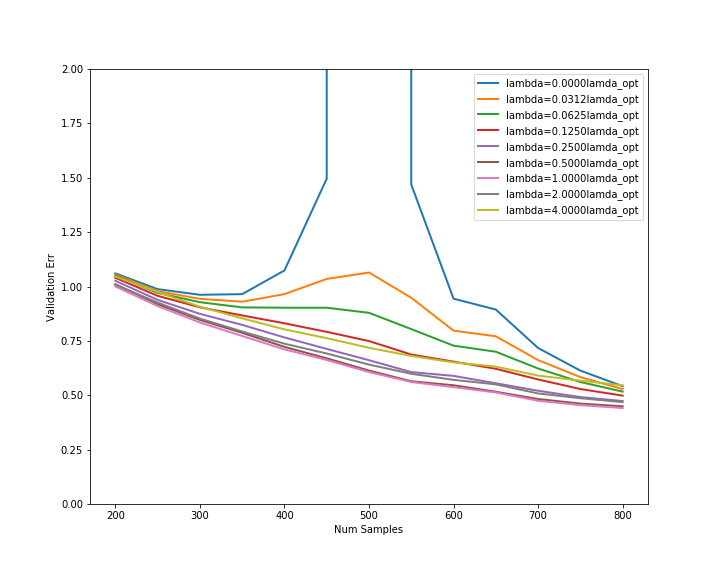 2.00
1.75
1.50
1.25
1.00
0.75
0.50
0.25
0.00
Validation Err
lambda=0.0000lamda_opt
lambda=0.0312lamda_opt
lambda=0.0625lamda_opt
lambda=0.1250lamda_opt
lambda=0.2500lamda_opt
lambda=0.5000lamda_opt
lambda=1.0000lamda_opt
lambda=2.0000lamda_opt
lambda=4.0000lamda_opt
200 300 400 500 600 700 800
Num Samples